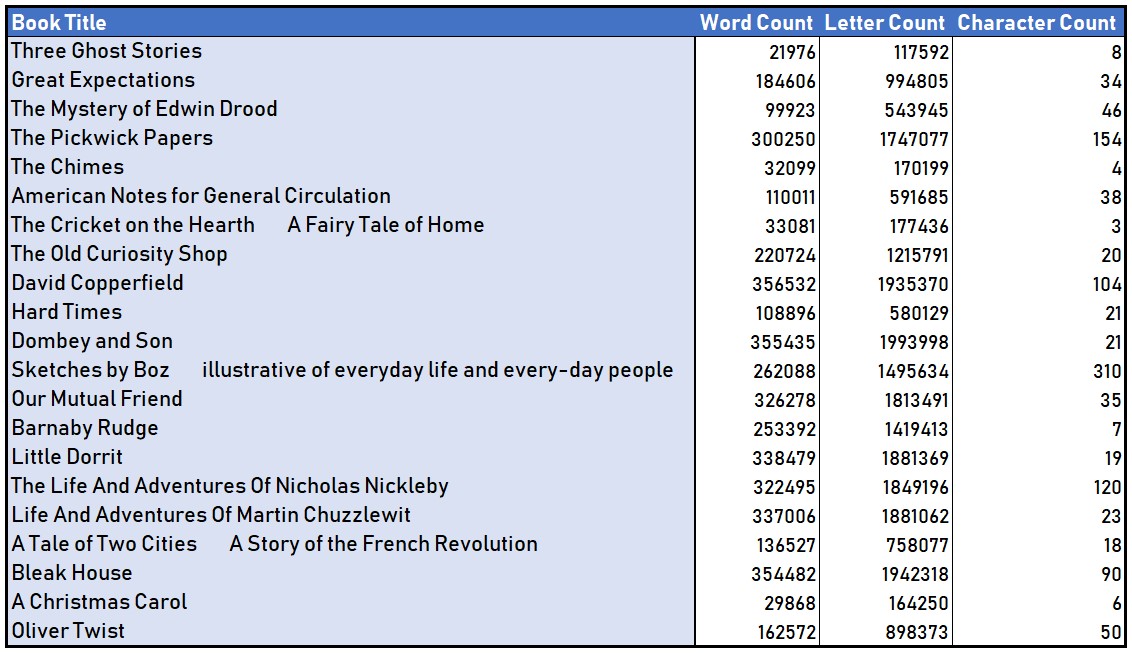 Book Title Word Count Letter Count Character Count
Three Ghost Stories 21976 117592 8
Great Expectations 184606 994805 34
The Mystery of Edwin Drood 99923 543945 46
The Pickwick Papers 300250 1747077 154
The Chimes 32099 170199 4
American Notes for General Circulation 110011 591685 38
The Cricket on the Hearth A Fairy Tale of Home 33081 177436 3
The Old Curiosity Shop 220724 1215791 20
David Copperfield 356532 1935370 104
Hard Times 108896 580129 21
Dombey and Son 355435 1993998 21
Sketches by Boz illustrative of everyday life and every-day people 262088 1495634 310
Our Mutual Friend 326278 1813491 35
Barnaby Rudge 253392 1419413 7
Little Dorrit 338479 1881369 19
The Life And Adventures Of Nicholas Nickleby 322495 1849196 120
Life And Adventures Of Martin Chuzzlewit 337006 1881062 23
A Tale of Two Cities A Story of the French Revolution 136527 758077 18
Bleak House 354482 1942318 90
A Christmas Carol 29868 164250 6
Oliver Twist 162572 898373 50